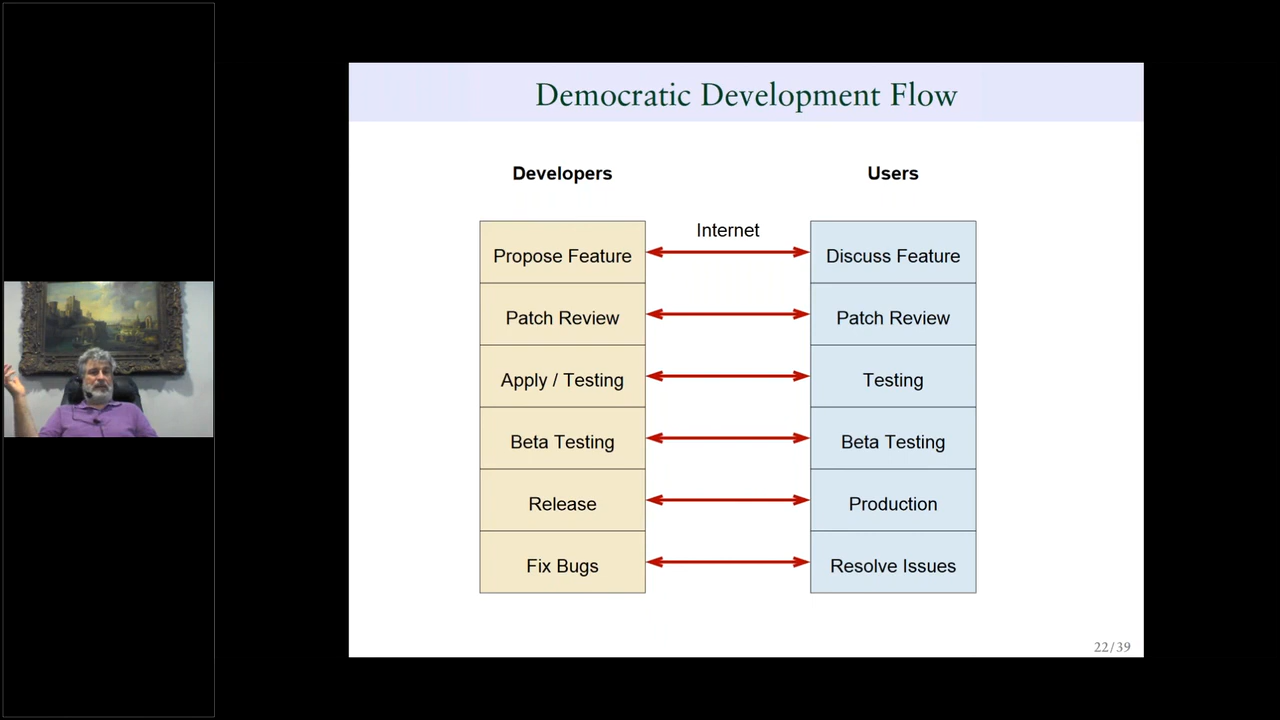 Democratic Development Flow
Developers
Users
Internet
Propose Feature
Discuss Feature
Patch Review
Patch Review
Apply / Testing
Testing
Beta Testing
Beta Testing
Release
Production
Fix Bugs
Resolve Issues
22/39